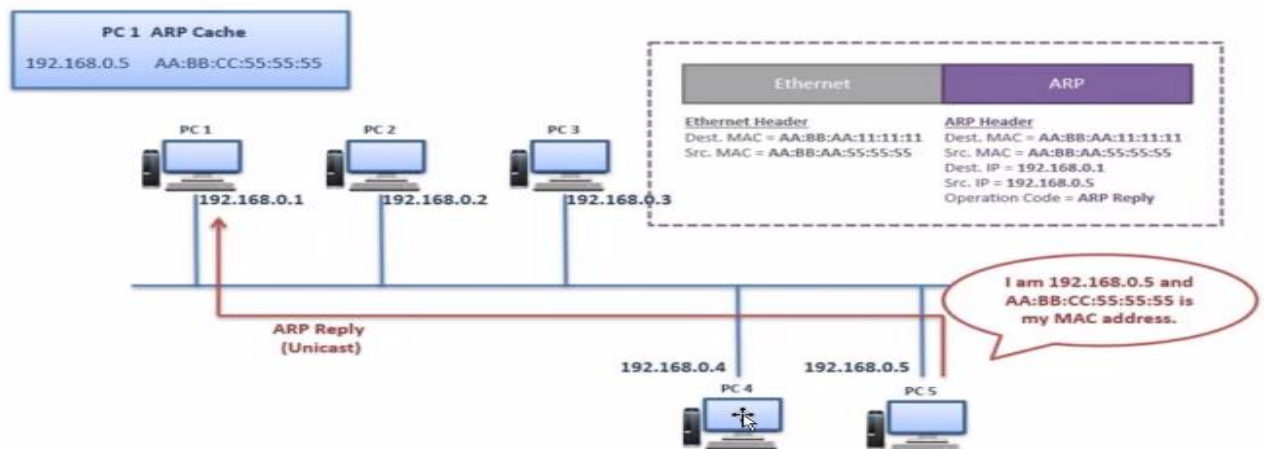 PC 1 ARP Cache
192.168.0.5 AA:BB:CC:55:55:55
Ethernet ARP
Ethernet Header
Dest. MAC = AA:BB:AA:11:11:11
Src. MAC = AA:BB:AA:55:55:55
ARP Header
Dest. MAC = AA:BB:AA:11:11:11
Src. MAC = AA:BB:AA:55:55:55
Dest. IP = 192.168.0.1
Src. IP = 192.168.0.5
Operation Code = ARP Reply
PC 1
192.168.0.1
PC 2
192.168.0.2
PC 3
192.168.0.3
I am 192.168.0.5 and
AA:BB:CC:55:55:55 is
my MAC address.
ARP Reply
(Unicast)
192.168.0.4
PC 4
192.168.0.5
PC 5